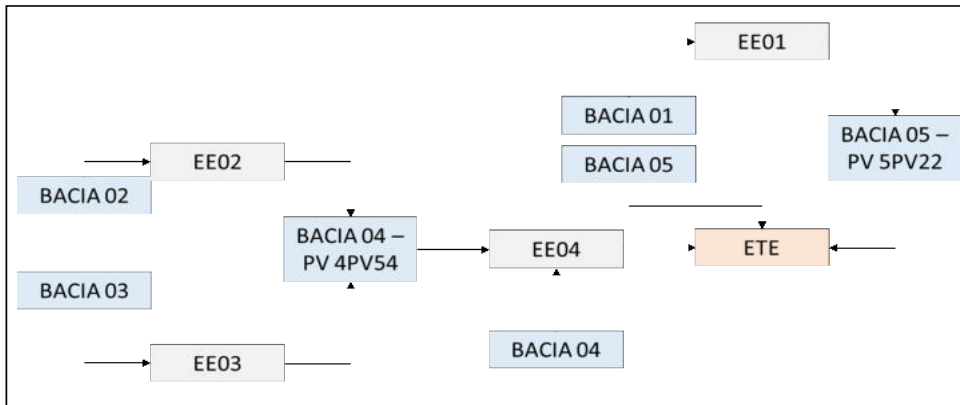 EE01
BACIA 01
BACIA 05 –
PV 5PV22
EE02
BACIA 05
BACIA 02
BACIA 04 –
PV 4PV54
EE04
ETE
BACIA 03
BACIA 04
EE03